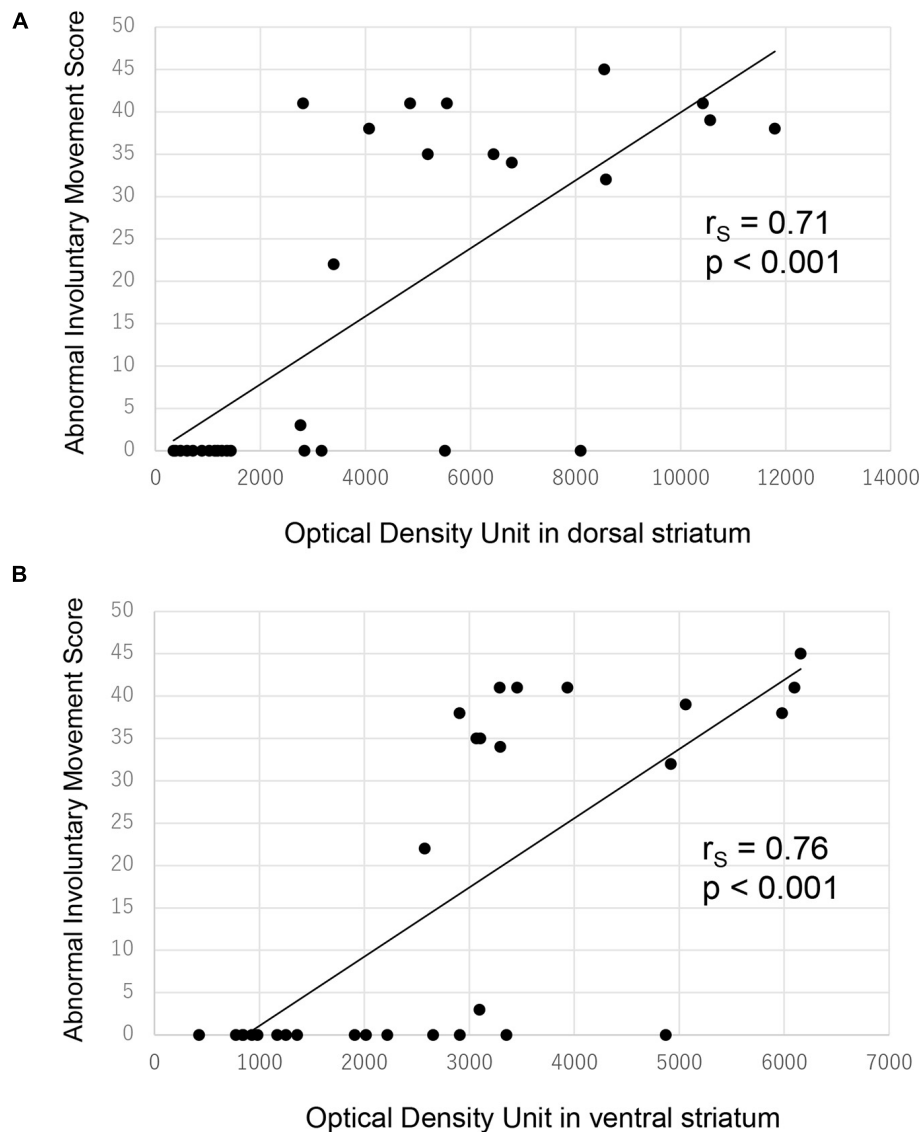 A
Abnormal Involuntary Movement Score
50
45
40
35
30
25
20
15
10
5
0
rS = 0.71
p < 0.001
0 2000 4000 6000 8000 10000 12000 14000
Optical Density Unit in dorsal striatum
B
Abnormal Involuntary Movement Score
50
45
40
35
30
25
20
15
10
5
0
rS = 0.76
p < 0.001
0 1000 2000 3000 4000 5000 6000 7000
Optical Density Unit in ventral striatum